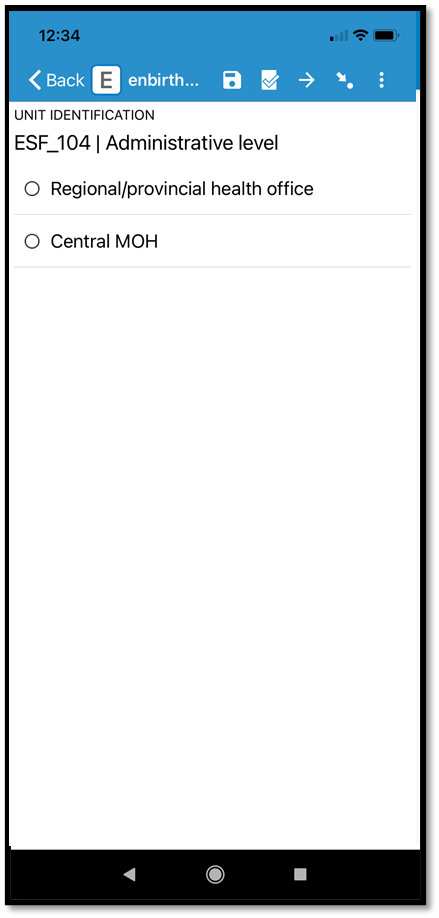 12:34
Back E enbirth...
UNIT IDENTIFICATION
ESF_104 | Administrative level
Regional/provincial health office
Central MOH